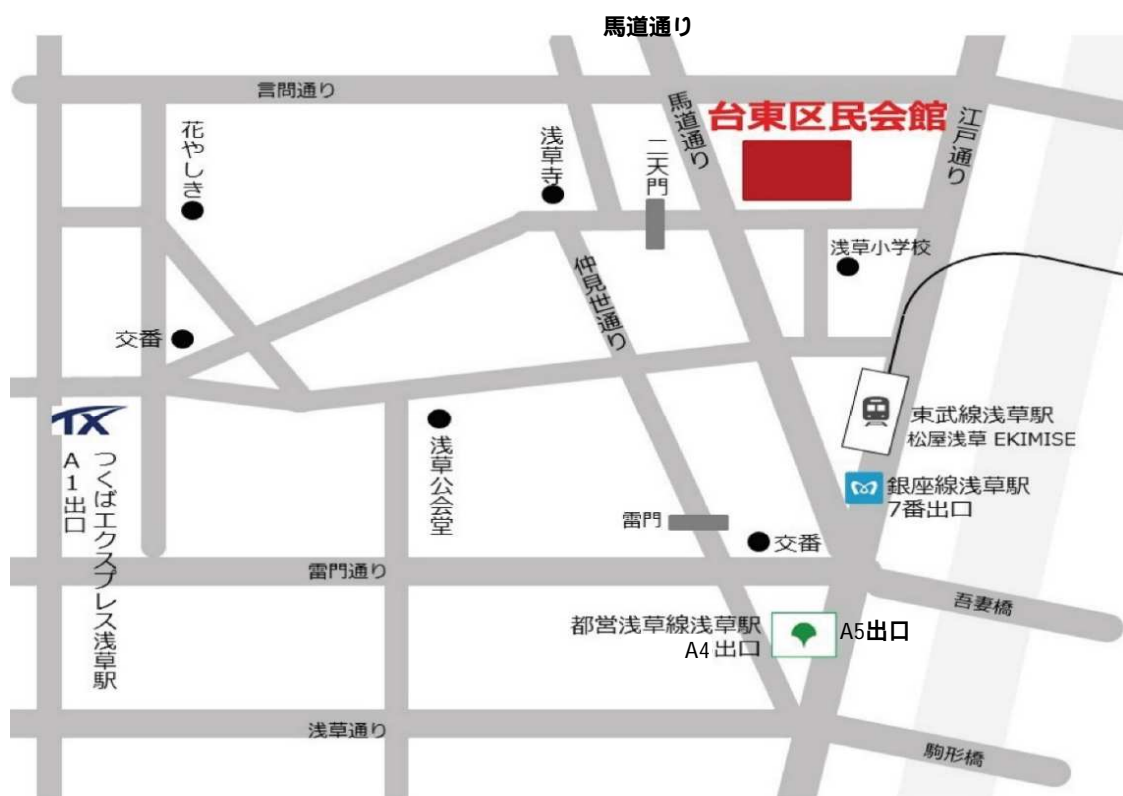 馬道通り
言問通り
馬道通り
台東区民会館
江戸通り
花やしき
浅草寺
二天門
浅草小学校
仲見世通り
交番
東武線浅草駅
松屋浅草 EKIMISE
TX
つくばエクスプレス浅草駅
A1出口
浅草公会堂
銀座線浅草駅
7番出口
雷門
交番
雷門通り
吾妻橋
都営浅草線浅草駅
A4出口
A5出口
浅草通り
駒形橋